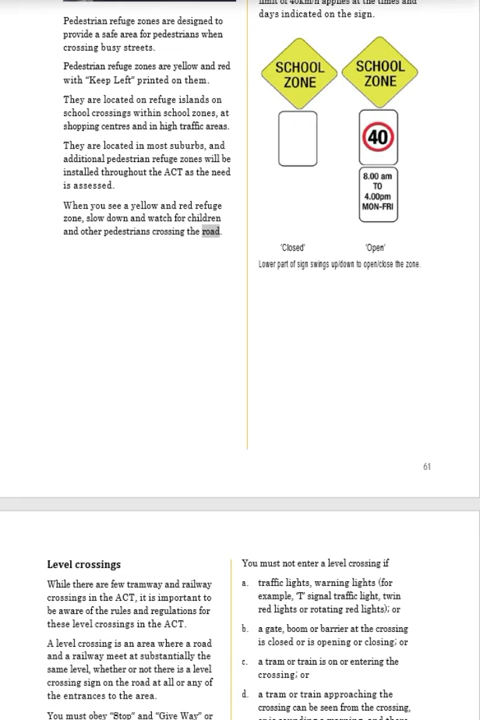 Pedestrian refuge zones are designed to
provide a safe area for pedestrians when
crossing busy streets.
Pedestrian refuge zones are yellow and red
with “Keep Left” printed on them.
They are located on refuge islands on
school crossings within school zones, at
shopping centres and in high traffic areas.
They are located in most suburbs, and
additional pedestrian refuge zones will be
installed throughout the ACT as the need
is assessed.
When you see a yellow and red refuge
zone, slow down and watch for children
and other pedestrians crossing the road.
limit of 40km/h applies at the times and
days indicated on the sign.
SCHOOL
ZONE
SCHOOL
ZONE
40
8.00 am
TO
4.00pm
MON-FRI
'Closed'
'Open'
Lower part of sign swings up/down to open/close the zone.
61
Level crossings
While there are few tramway and railway
crossings in the ACT, it is important to
be aware of the rules and regulations for
these level crossings in the ACT.
A level crossing is an area where a road
and a railway meet at substantially the
same level, whether or not there is a level
crossing sign on the road at all or any of
the entrances to the area.
You must obey “Stop” and “Give Way” or
You must not enter a level crossing if
a. traffic lights, warning lights (for
example, 'T' signal traffic light, twin
red lights or rotating red lights); or
b. a gate, boom or barrier at the crossing
is closed or is opening or closing; or
c. a tram or train is on or entering the
crossing; or
d. a tram or train approaching the
crossing can be seen from the crossing,